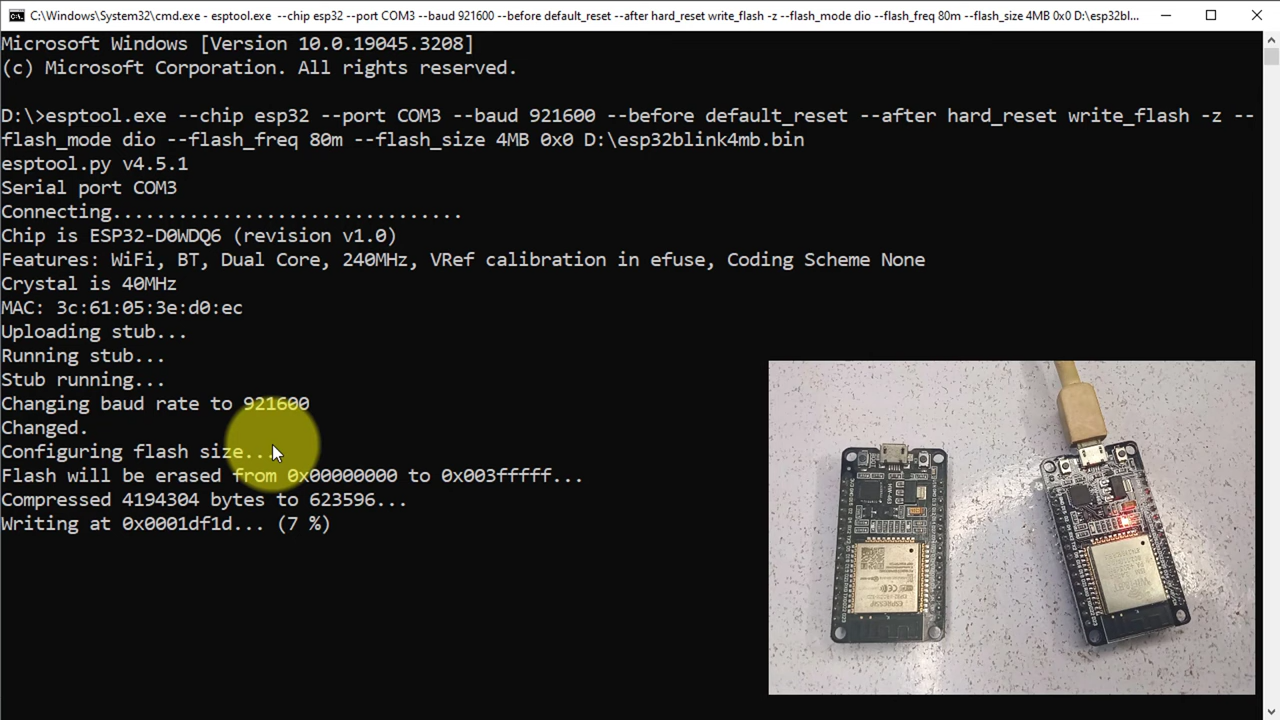 C:\Windows\System32\cmd.exe - esptool.exe --chip esp32 --port COM3 --baud 921600 --before default_reset --after hard_reset write_flash -z --flash_mode dio --flash_freq 80m --flash_size 4MB 0x0 D:\esp32bl...
Microsoft Windows [Version 10.0.19045.3208]
(c) Microsoft Corporation. All rights reserved.
D:\>esptool.exe --chip esp32 --port COM3 --baud 921600 --before default_reset --after hard_reset write_flash -z --
flash_mode dio --flash_freq 80m --flash_size 4MB 0x0 D:\esp32blink4mb.bin
esptool.py v4.5.1
Serial port COM3
Connecting................................
Chip is ESP32-D0WDQ6 (revision v1.0)
Features: WiFi, BT, Dual Core, 240MHz, VRef calibration in efuse, Coding Scheme None
Crystal is 40MHz
MAC: 3c:61:05:3e:d0:ec
Uploading stub...
Running stub...
Stub running...
Changing baud rate to 921600
Changed.
Configuring flash size...
Flash will be erased from 0x00000000 to 0x003fffff...
Compressed 4194304 bytes to 623596...
Writing at 0x0001df1d... (7 %)